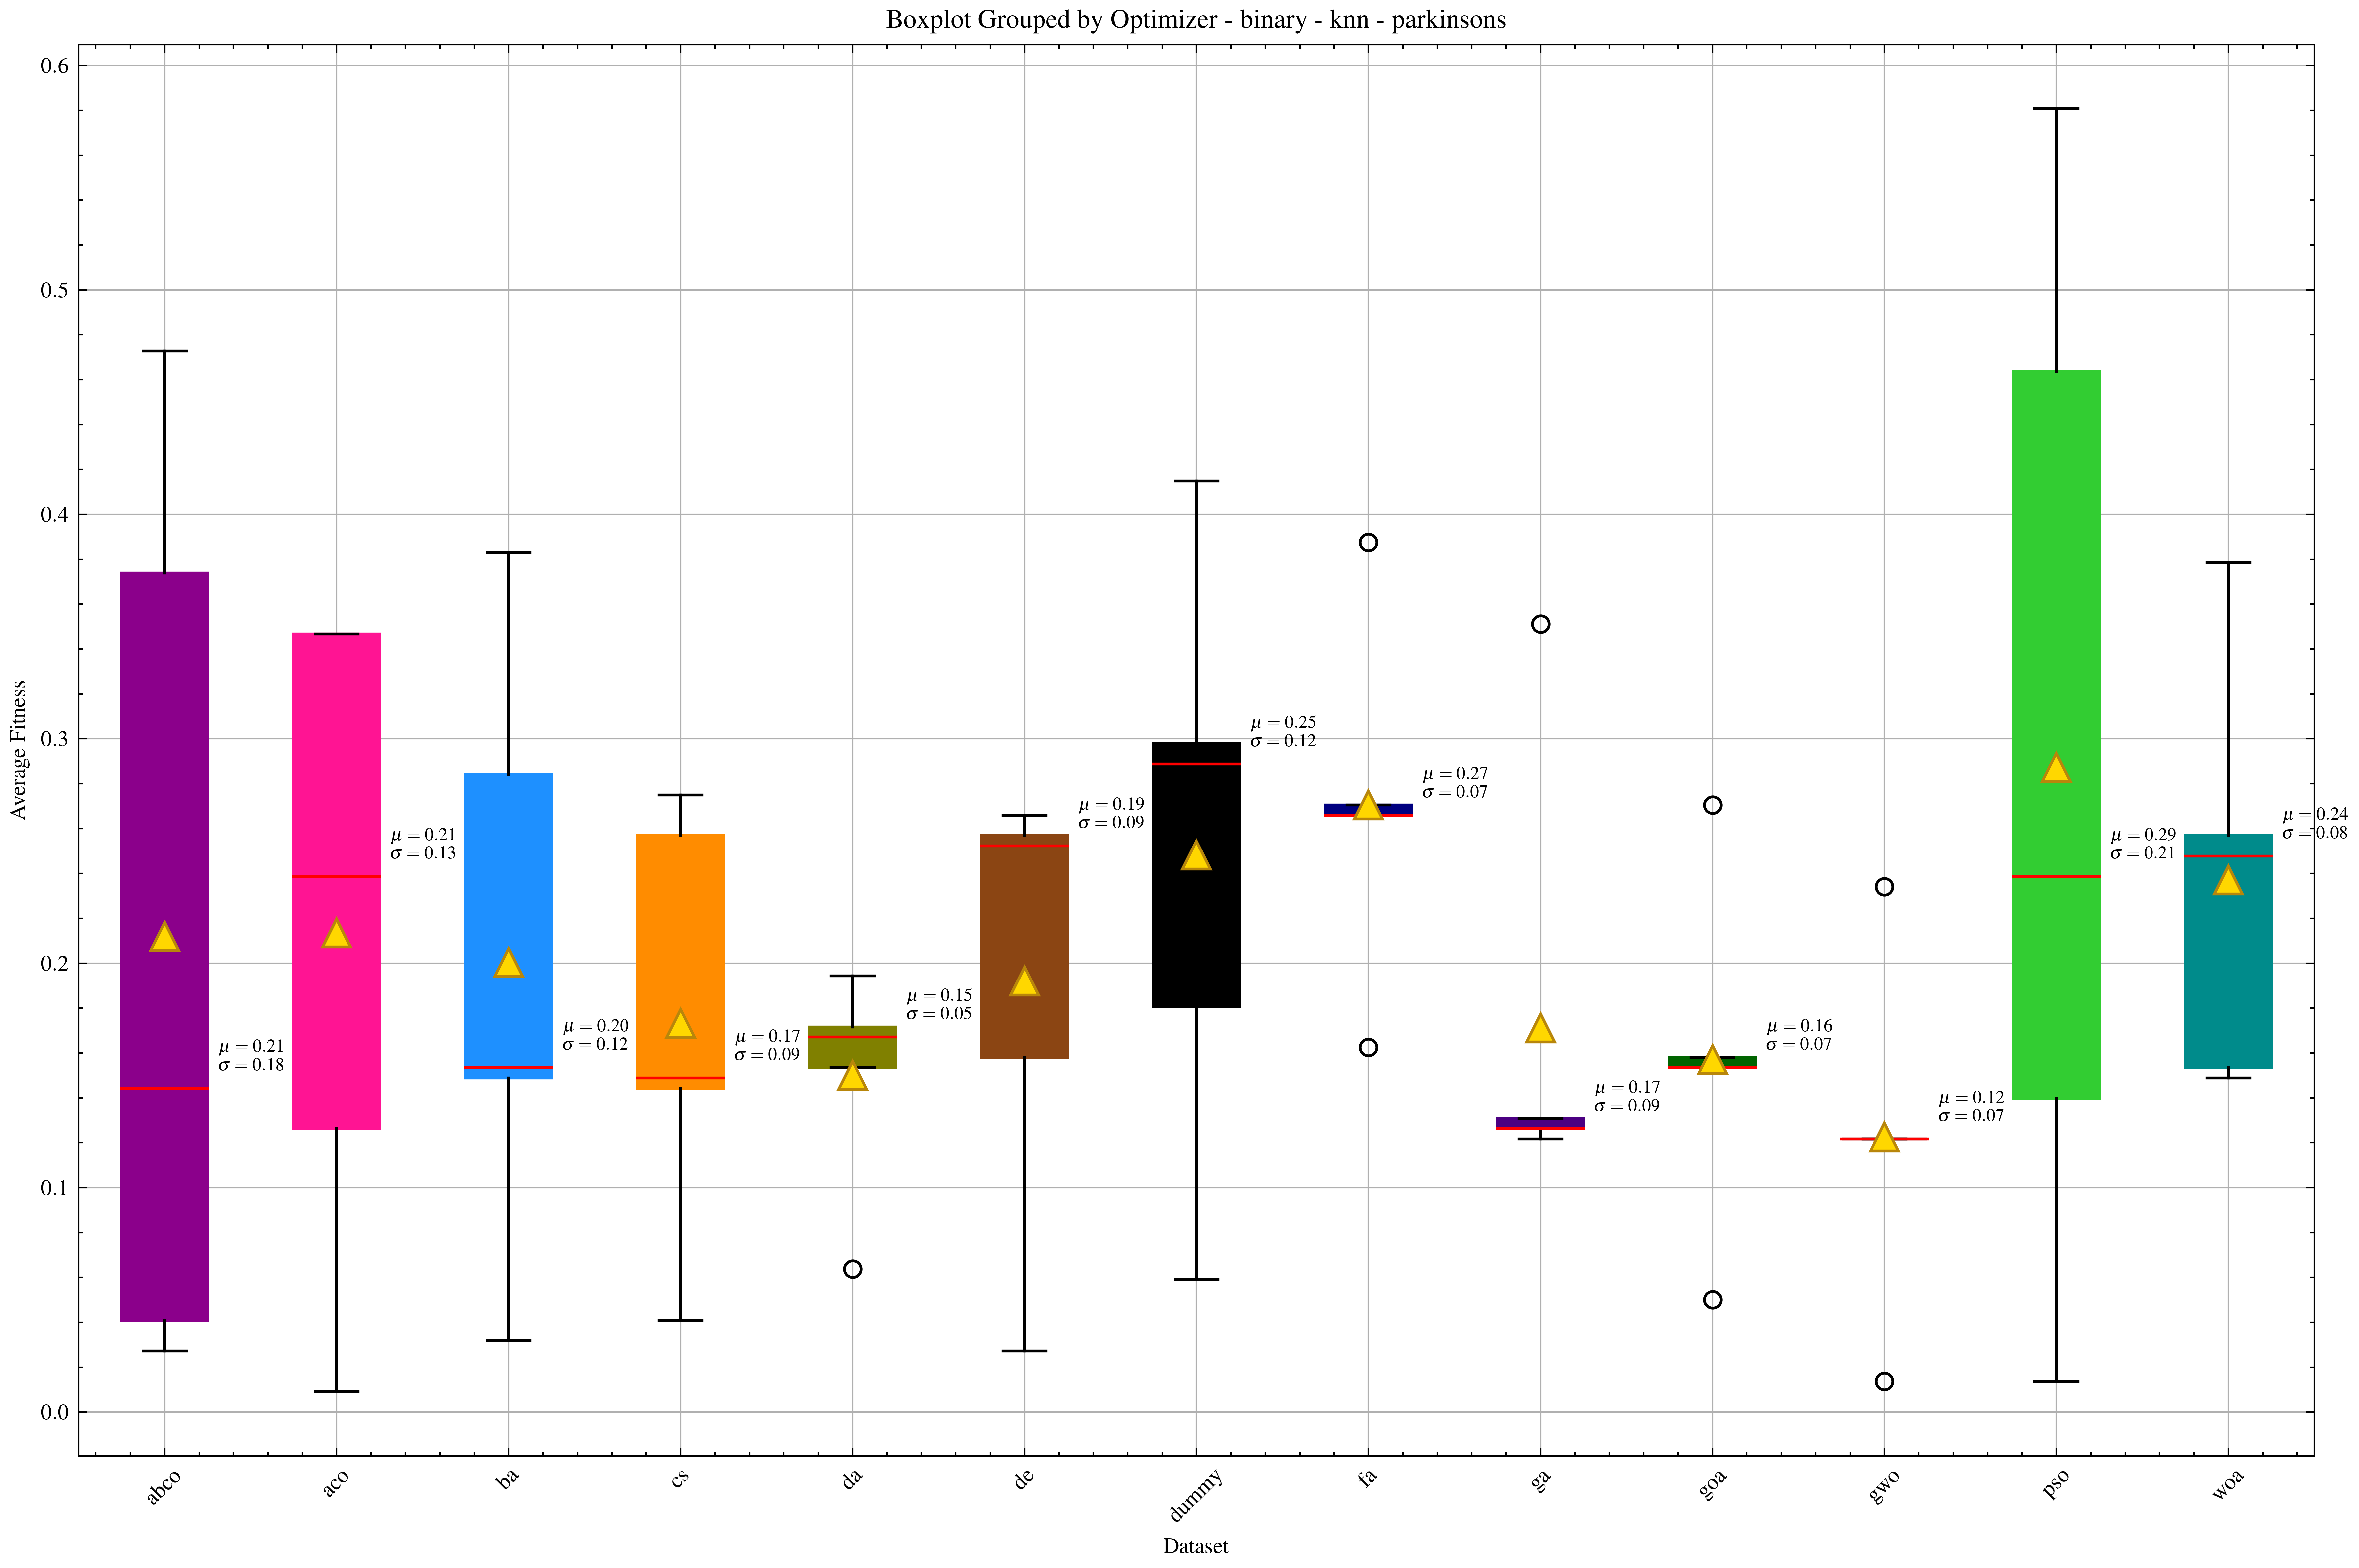 Boxplot Grouped by Optimizer - binary - knn - parkinsons
Average Fitness
0.6
0.5
0.4
0.3
0.2
0.1
0.0
μ = 0.21
σ = 0.18
μ = 0.21
σ = 0.13
μ = 0.20
σ = 0.12
μ = 0.17
σ = 0.09
μ = 0.15
σ = 0.05
μ = 0.19
σ = 0.09
μ = 0.25
σ = 0.12
μ = 0.27
σ = 0.07
μ = 0.17
σ = 0.09
μ = 0.16
σ = 0.07
μ = 0.12
σ = 0.07
μ = 0.29
σ = 0.21
μ = 0.24
σ = 0.08
abco
aco
ba
cs
da
de
dummy
fa
ga
goa
gwo
pso
woa
Dataset